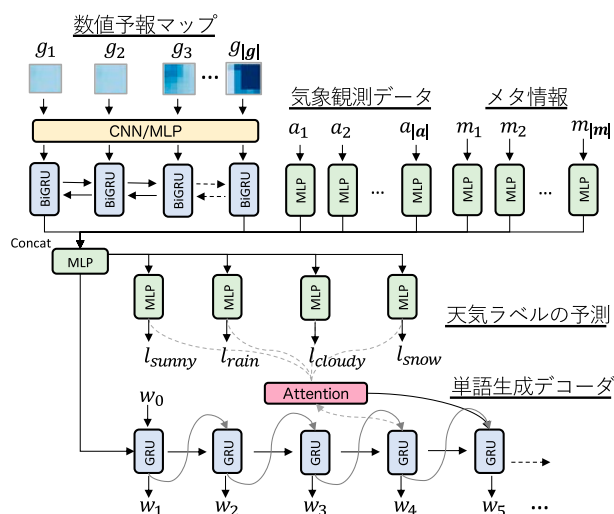 数値予報マップ
g1 g2 g3 ... g|g|
気象観測データ メタ情報
a1 a2 a|a| m1 m2 m|m|
CNN/MLP
BiGRU BiGRU BiGRU BiGRU MLP MLP ... MLP MLP MLP ... MLP
Concat
MLP
MLP MLP MLP MLP
天気ラベルの予測
lsunny lrain lcloudy lsnow
Attention
単語生成デコーダ
w0
GRU GRU GRU GRU GRU
w1 w2 w3 w4 w5 ...